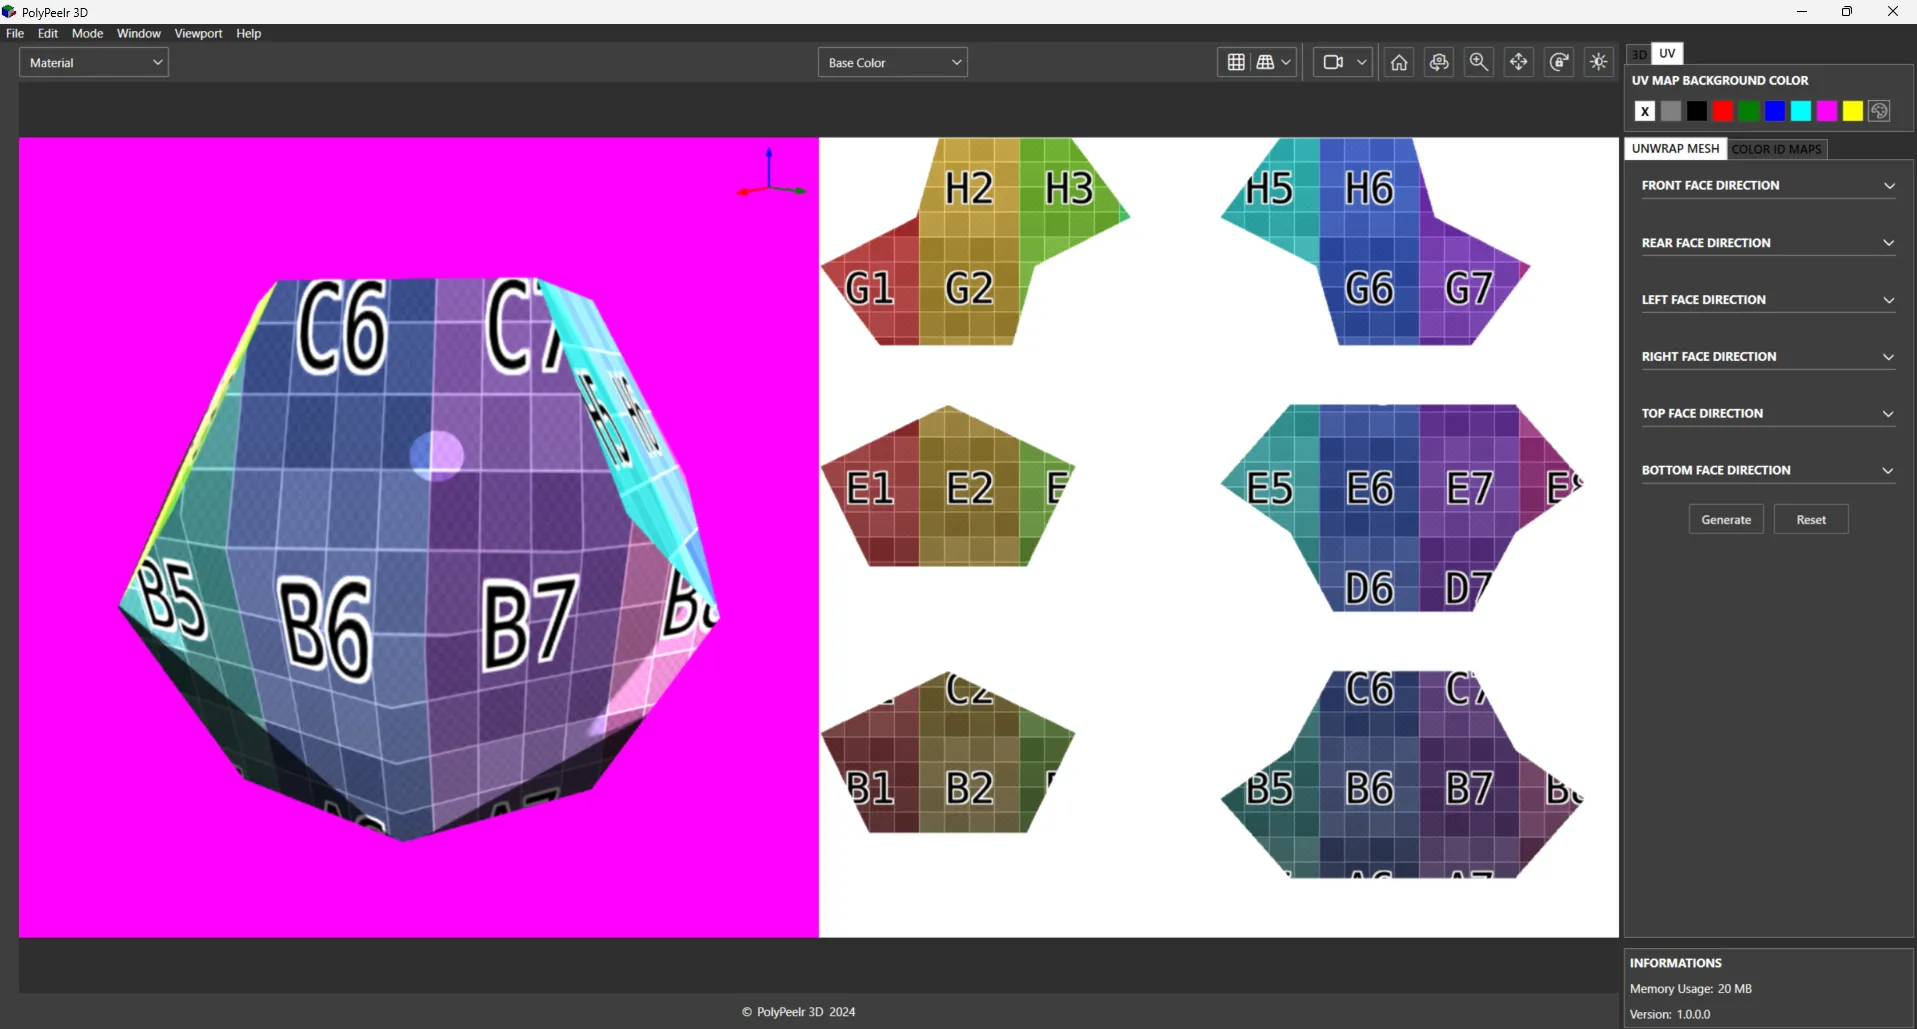 PolyPeelr 3D
File Edit Mode Window Viewport Help
Material
Base Color
3D UV
UV MAP BACKGROUND COLOR
X
UNWRAP MESH COLOR ID MAPS
FRONT FACE DIRECTION
REAR FACE DIRECTION
LEFT FACE DIRECTION
RIGHT FACE DIRECTION
TOP FACE DIRECTION
BOTTOM FACE DIRECTION
Generate Reset
C6 C7
B5 B6 B7
H2 H3 H5 H6
G1 G2 G6 G7
E1 E2 E5 E6 E7
D6 D7
C2 C6 C7
B1 B2 B5 B6 B7
INFORMATIONS
Memory Usage: 20 MB
Version: 1.0.0.0
© PolyPeelr 3D 2024